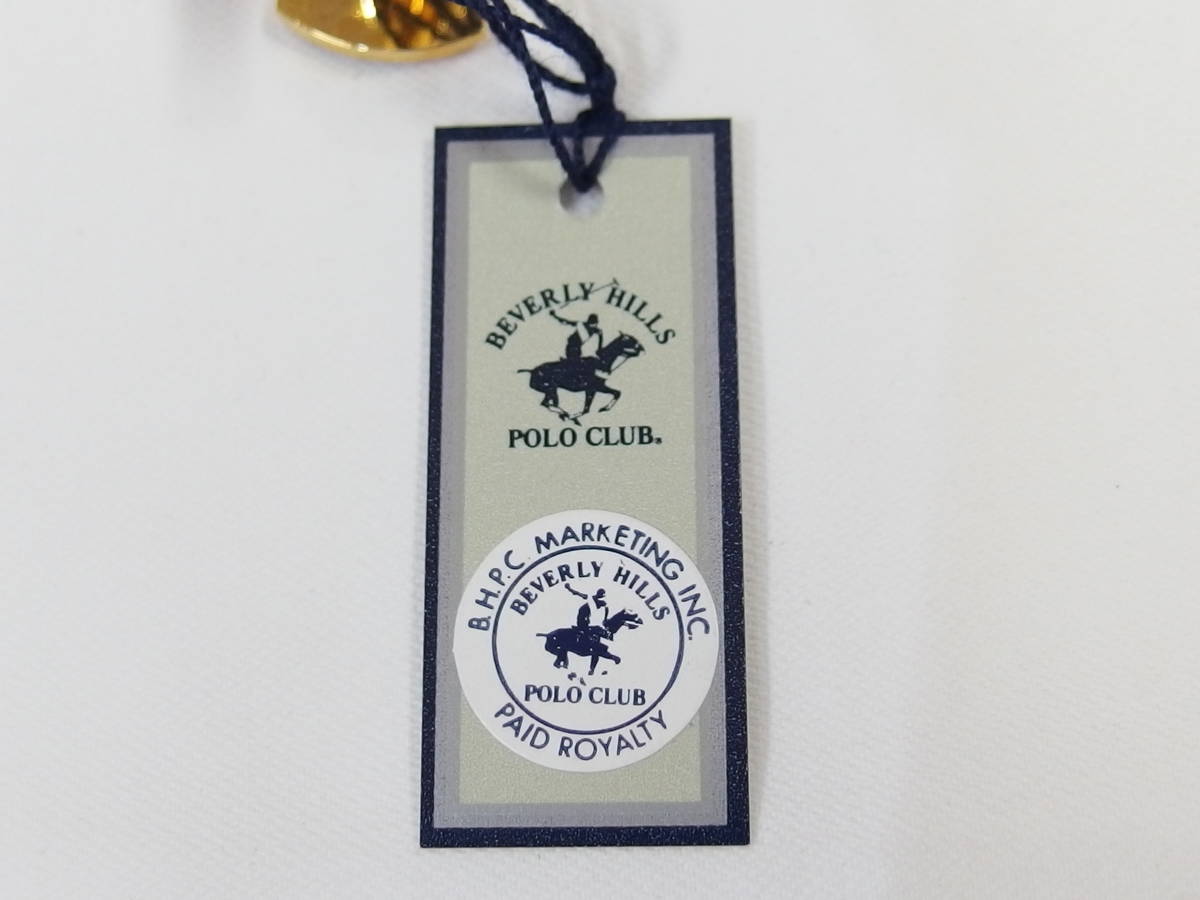 BEVERLY HILLS
POLO CLUB®
B.H.P.C. MARKETING INC.
BEVERLY HILLS
POLO CLUB
PAID ROYALTY